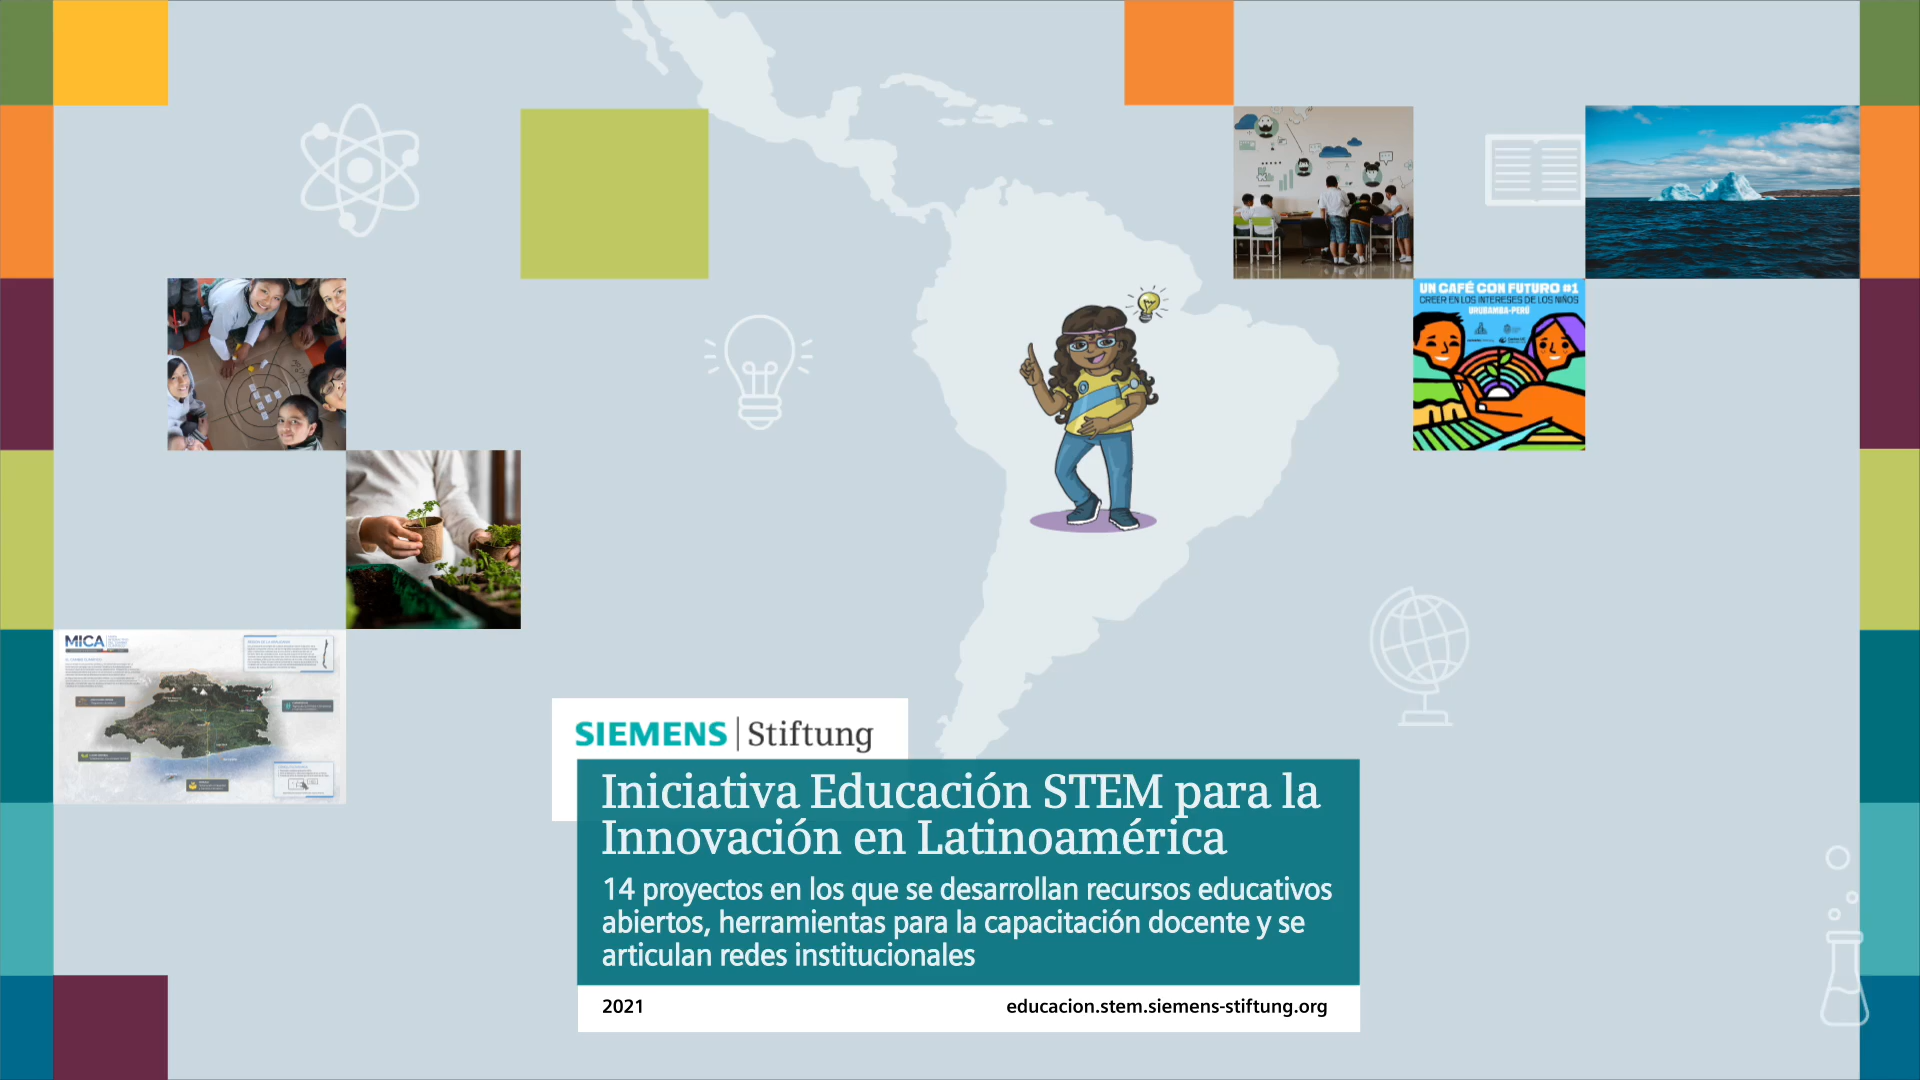 UN CAFÉ CON FUTURO #1
CREER EN LOS INTERESES DE LOS NIÑOS
URUBAMBA-PERÚ
MICA
SIEMENS | Stiftung
Iniciativa Educación STEM para la
Innovación en Latinoamérica
14 proyectos en los que se desarrollan recursos educativos
abiertos, herramientas para la capacitación docente y se
articulan redes institucionales
2021
educacion.stem.siemens-stiftung.org